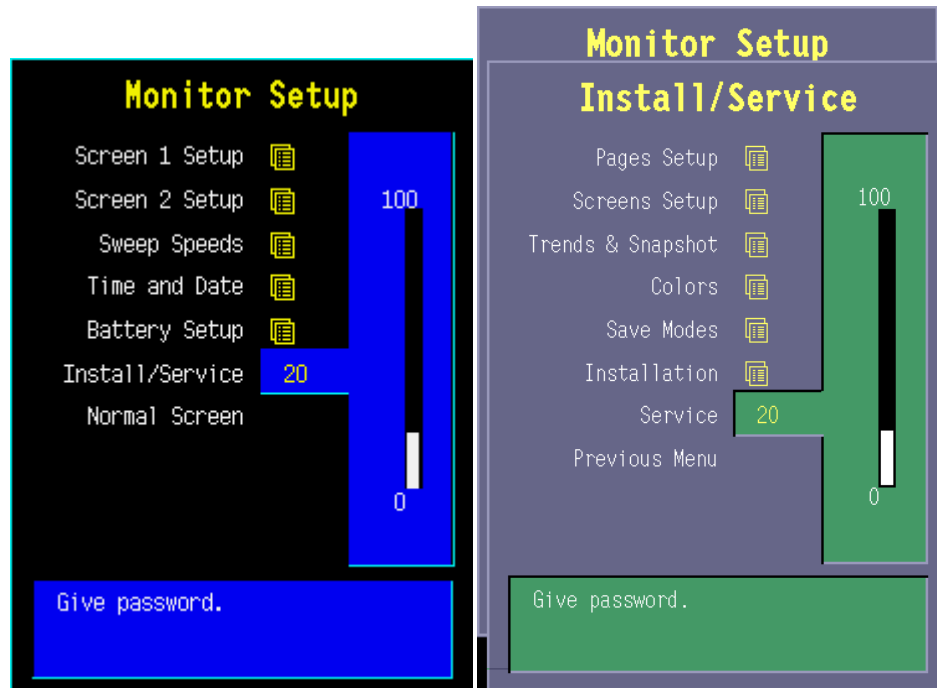 Monitor Setup
Screen 1 Setup
Screen 2 Setup
Sweep Speeds
Time and Date
Battery Setup
Install/Service 20
Normal Screen
100
0
Give password.
Monitor Setup
Install/Service
Pages Setup
Screens Setup
Trends & Snapshot
Colors
Save Modes
Installation
Service 20
Previous Menu
100
0
Give password.